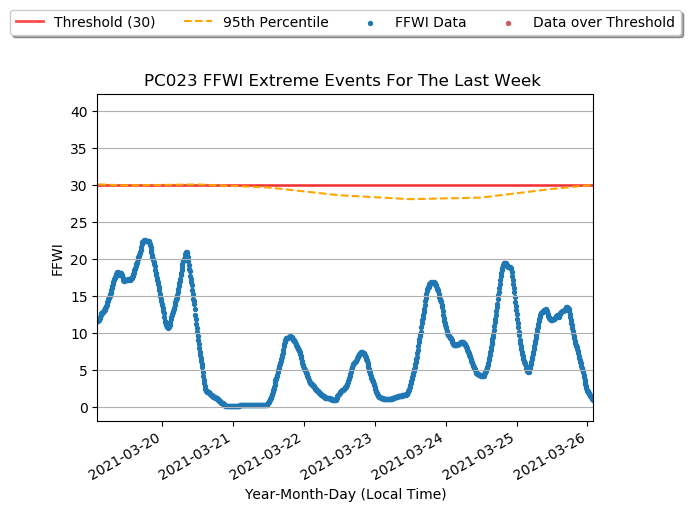 Threshold (30) 95th Percentile FFWI Data Data over Threshold
PC023 FFWI Extreme Events For The Last Week
40
35
30
25
20
15
10
5
0
FFWI
2021-03-20 2021-03-21 2021-03-22 2021-03-23 2021-03-24 2021-03-25 2021-03-26
Year-Month-Day (Local Time)